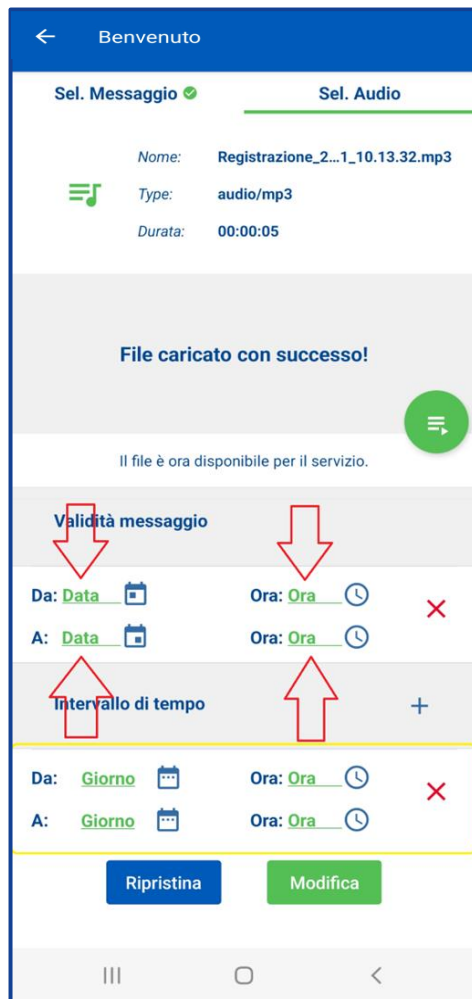 Benvenuto
Sel. Messaggio Sel. Audio
Nome: Registrazione_2...1_10.13.32.mp3
Type: audio/mp3
Durata: 00:00:05
File caricato con successo!
Il file è ora disponibile per il servizio.
Validità messaggio
Da: Data Ora: Ora
A: Data Ora: Ora
Intervallo di tempo +
Da: Giorno Ora: Ora
A: Giorno Ora: Ora
Ripristina Modifica